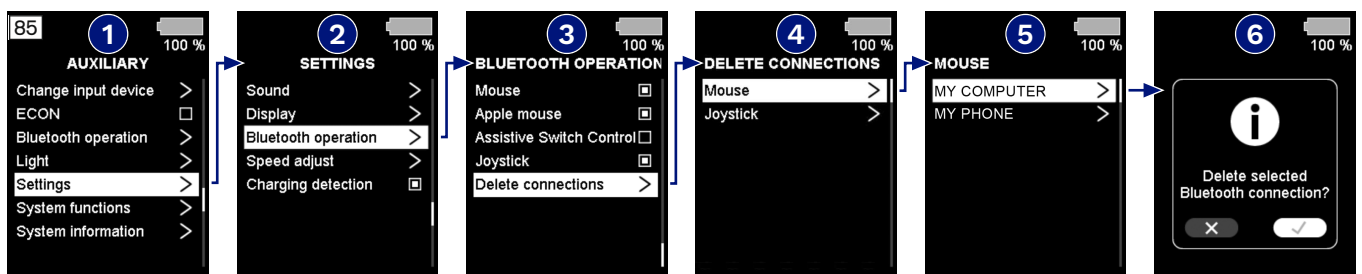 85
1
100 %
AUXILIARY
Change input device
ECON
Bluetooth operation
Light
Settings
System functions
System information
2
100 %
SETTINGS
Sound
Display
Bluetooth operation
Speed adjust
Charging detection
3
100 %
BLUETOOTH OPERATION
Mouse
Apple mouse
Assistive Switch Control
Joystick
Delete connections
4
100 %
DELETE CONNECTIONS
Mouse
Joystick
5
100 %
MOUSE
MY COMPUTER
MY PHONE
6
100 %
Delete selected
Bluetooth connection?